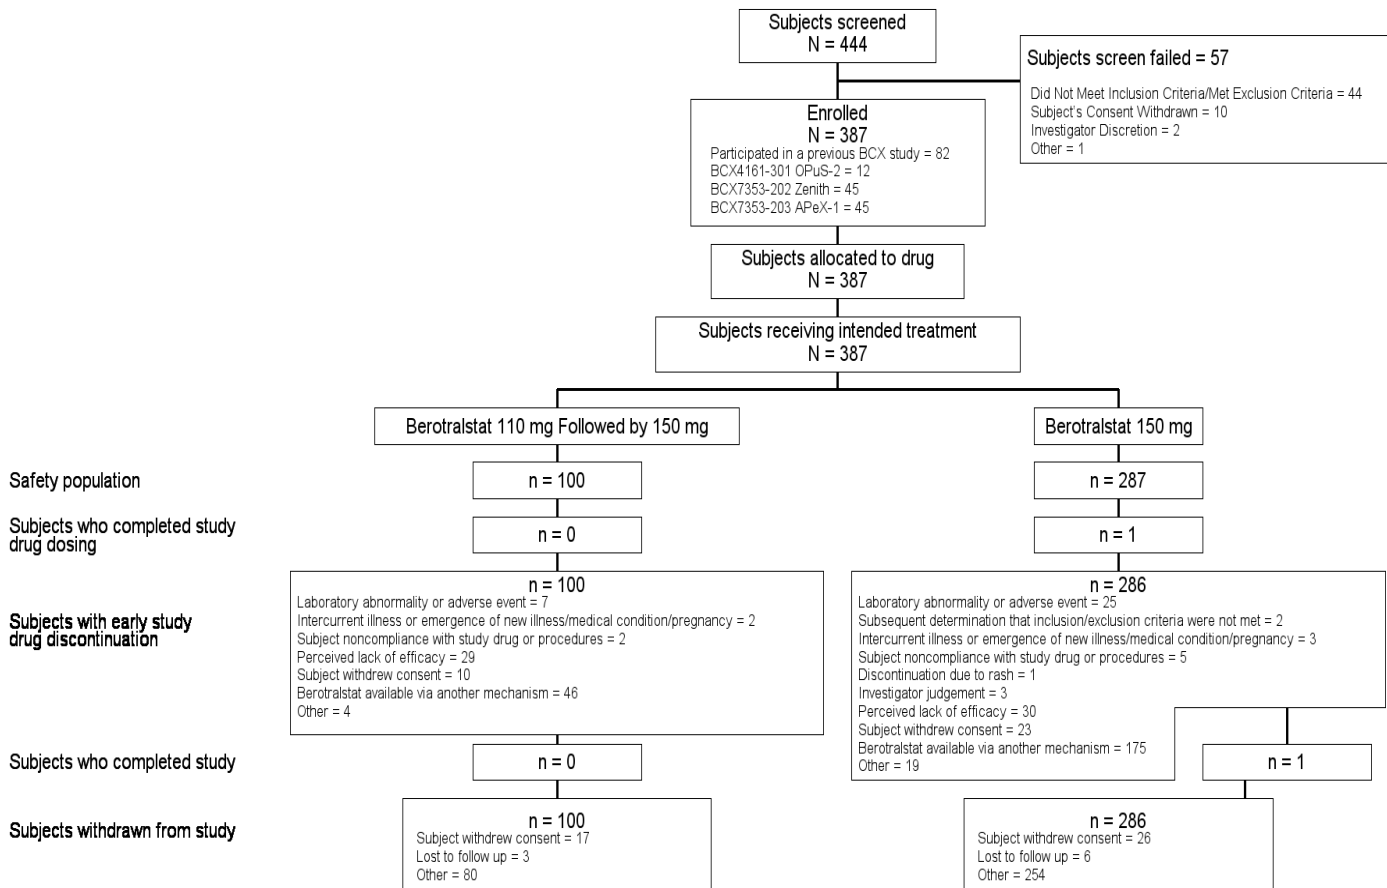 Subjects screened
N = 444
Subjects screen failed = 57
Did Not Meet Inclusion Criteria/Met Exclusion Criteria = 44
Subject's Consent Withdrawn = 10
Investigator Discretion = 2
Other = 1
Enrolled
N = 387
Participated in a previous BCX study = 82
BCX4161-301 OPuS-2 = 12
BCX7353-202 Zenith = 45
BCX7353-203 APeX-1 = 45
Subjects allocated to drug
N = 387
Subjects receiving intended treatment
N = 387
Berotralstat 110 mg Followed by 150 mg
Berotralstat 150 mg
Safety population
n = 100
n = 287
Subjects who completed study
drug dosing
n = 0
n = 1
Subjects with early study
drug discontinuation
n = 100
Laboratory abnormality or adverse event = 7
Intercurrent illness or emergence of new illness/medical condition/pregnancy = 2
Subject noncompliance with study drug or procedures = 2
Perceived lack of efficacy = 29
Subject withdrew consent = 10
Berotralstat available via another mechanism = 46
Other = 4
n = 286
Laboratory abnormality or adverse event = 25
Subsequent determination that inclusion/exclusion criteria were not met = 2
Intercurrent illness or emergence of new illness/medical condition/pregnancy = 3
Subject noncompliance with study drug or procedures = 5
Discontinuation due to rash = 1
Investigator judgement = 3
Perceived lack of efficacy = 30
Subject withdrew consent = 23
Berotralstat available via another mechanism = 175
Other = 19
Subjects who completed study
n = 0
n = 1
Subjects withdrawn from study
n = 100
Subject withdrew consent = 17
Lost to follow up = 3
Other = 80
n = 286
Subject withdrew consent = 26
Lost to follow up = 6
Other = 254